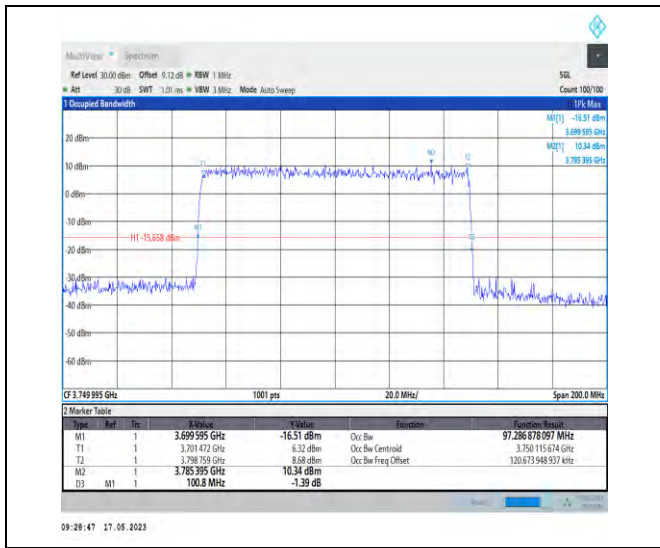 MultiView Spectrum
Ref Level 30.00 dBm Offset 9.12 dB RBW 1 MHz SGL
Att 30 dB SWT 1.01 ms VBW 3 MHz Mode Auto Sweep Count 100/100
1 Occupied Bandwidth 1Pk Max
M1[1] -16.51 dBm
3.699 595 GHz
M2[1] 10.34 dBm
3.785 395 GHz
20 dBm
M2
T1 T2
10 dBm
0 dBm
-10 dBm
M1
H1 -15.658 dBm
D3
-20 dBm
-30 dBm
-40 dBm
-50 dBm
-60 dBm
CF 3.749 995 GHz 1001 pts 20.0 MHz/ Span 200.0 MHz
2 Marker Table
Type Ref Trc X-Value Y-Value Function Function Result
M1 1 3.699 595 GHz -16.51 dBm Occ Bw 97.286 878 097 MHz
T1 1 3.701 472 GHz 6.32 dBm Occ Bw Centroid 3.750 115 674 GHz
T2 1 3.798 759 GHz 8.68 dBm Occ Bw Freq Offset 120.673 948 937 kHz
M2 1 3.785 395 GHz 10.34 dBm
D3 M1 1 100.8 MHz -1.39 dB
09:28:47 17.05.2023